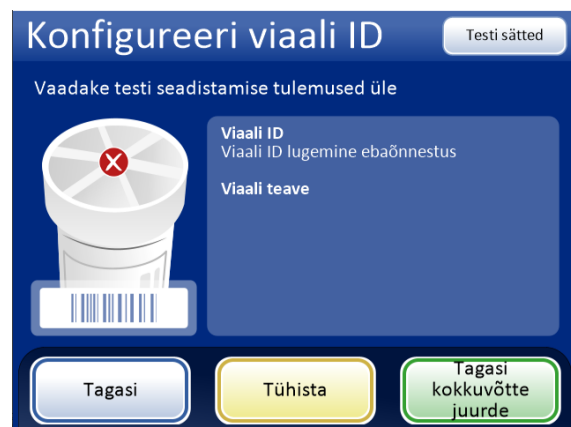 Konfigureeri viaali ID
Testi sätted
Vaadake testi seadistamise tulemused üle
Viaali ID
Viaali ID lugemine ebaõnnestus
Viaali teave
Tagasi
Tühista
Tagasi
kokkuvõtte
juurde